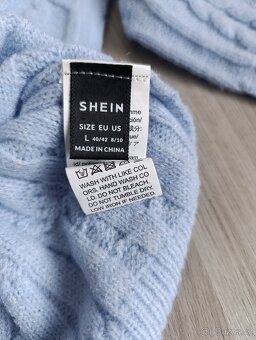 SHEIN
SIZE EU US
L 40/42 8/10
MADE IN CHINA
WASH WITH LIKE COL
ORS. HAND WASH CO
LD. DO NOT BLEACH.
DO NOT TUMBLE DRY.
LOW IRON IF NEEDED.